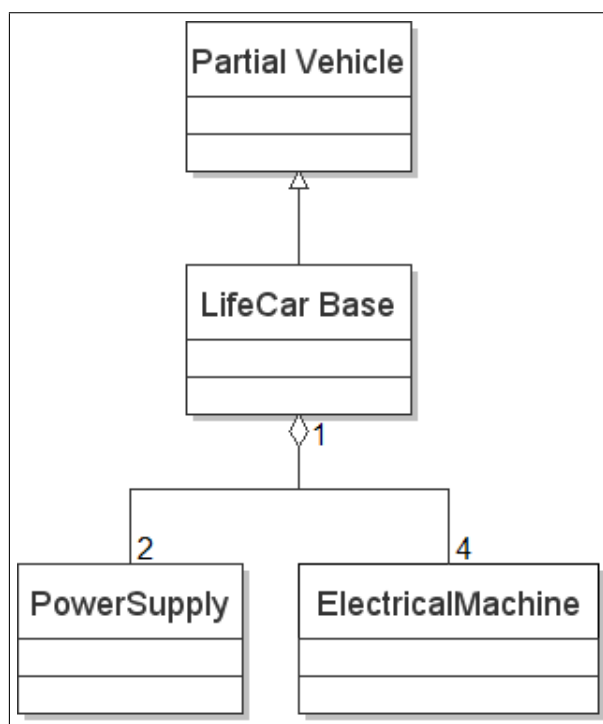 Partial Vehicle
LifeCar Base
1
2
4
PowerSupply
ElectricalMachine